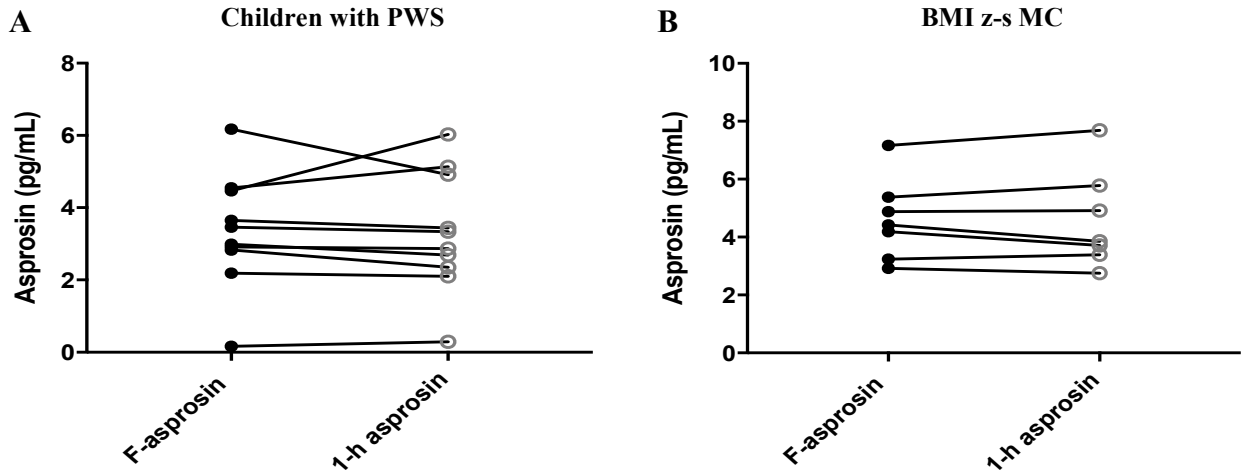 A
Children with PWS
Asprosin (pg/mL)
8
6
4
2
0
F-asprosin
1-h asprosin
B
BMI z-s MC
Asprosin (pg/mL)
10
8
6
4
2
0
F-asprosin
1-h asprosin